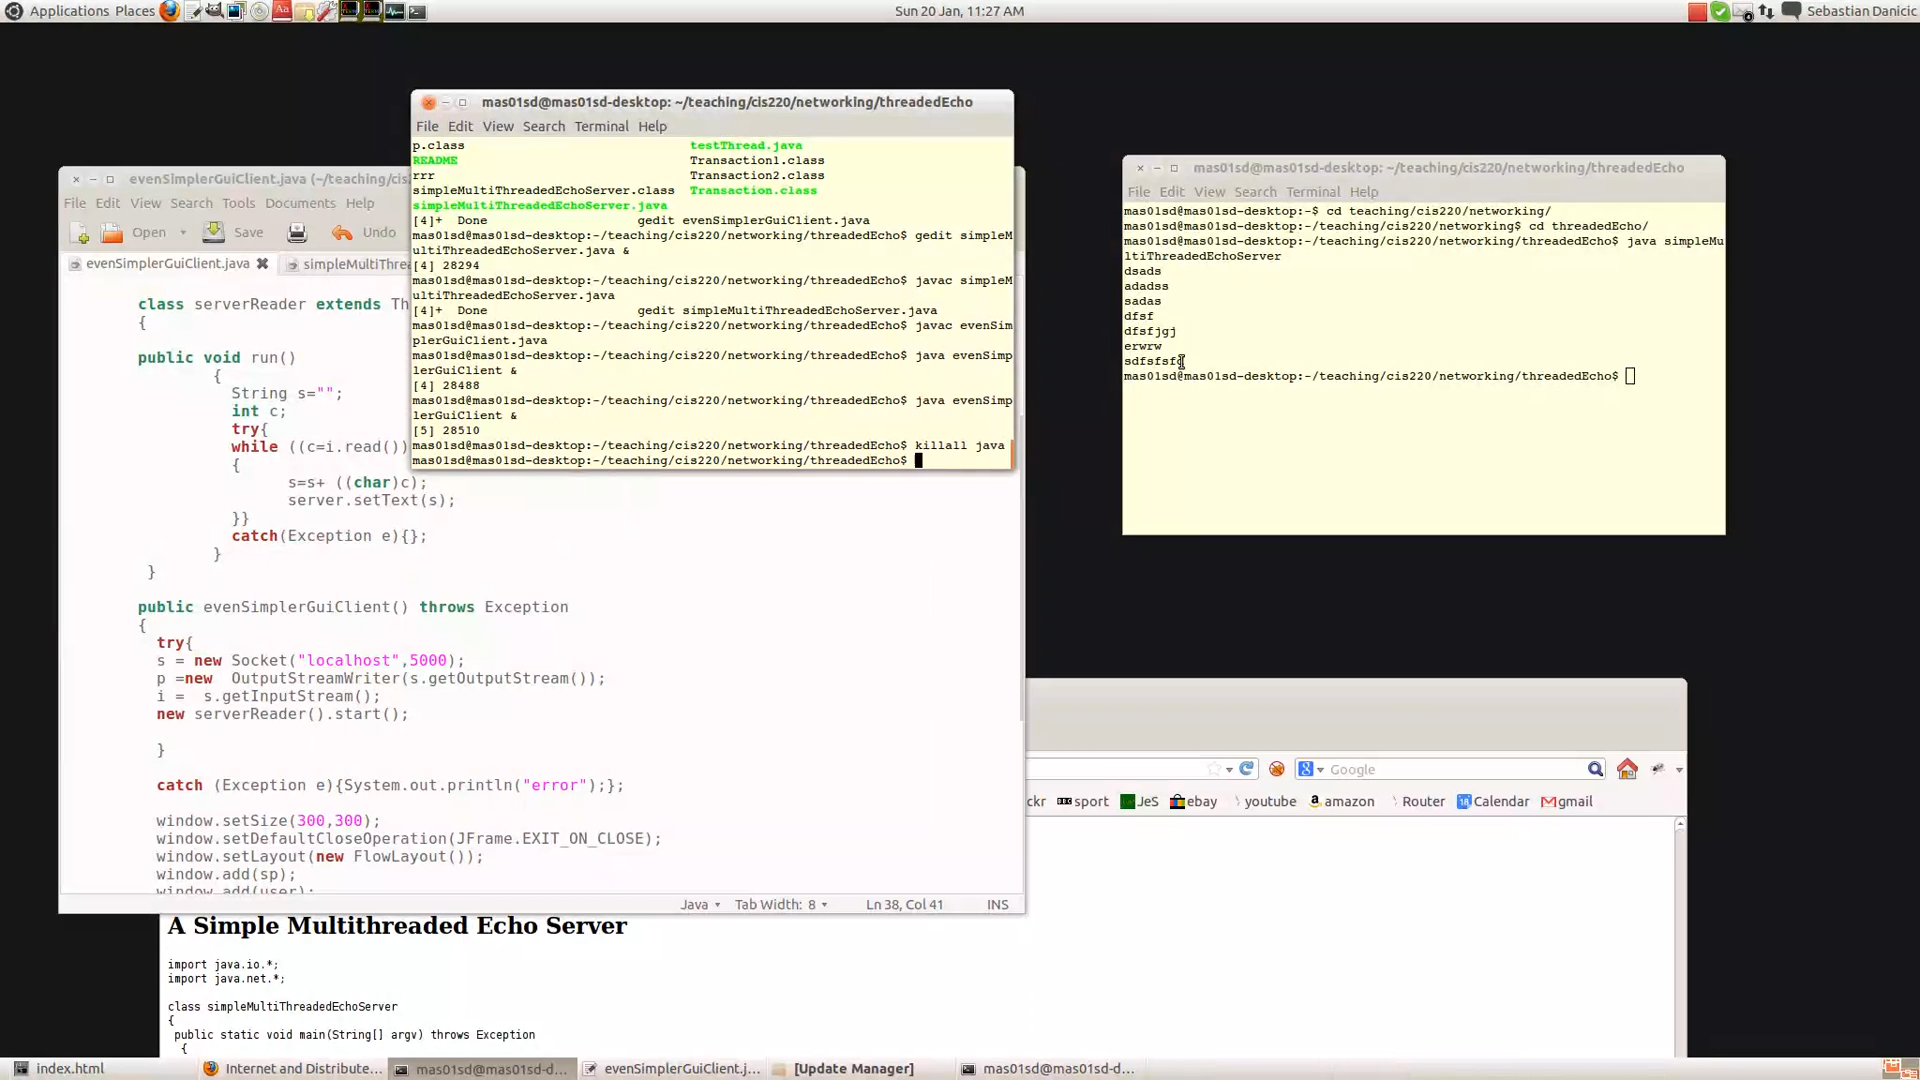 Applications Places
Sun 20 Jan, 11:27 AM
Sebastian Danicic
mas01sd@mas01sd-desktop: ~/teaching/cis220/networking/threadedEcho
File Edit View Search Terminal Help
p.class testThread.java
README Transaction1.class
rrr Transaction2.class
simpleMultiThreadedEchoServer.class Transaction.class
simpleMultiThreadedEchoServer.java
[4]+ Done gedit evenSimplerGuiClient.java
mas01sd@mas01sd-desktop:~/teaching/cis220/networking/threadedEcho$ gedit simpleM
ultiThreadedEchoServer.java &
[4] 28294
mas01sd@mas01sd-desktop:~/teaching/cis220/networking/threadedEcho$ javac simpleM
ultiThreadedEchoServer.java
[4]+ Done gedit simpleMultiThreadedEchoServer.java
mas01sd@mas01sd-desktop:~/teaching/cis220/networking/threadedEcho$ javac evenSim
plerGuiClient.java
mas01sd@mas01sd-desktop:~/teaching/cis220/networking/threadedEcho$ java evenSimp
lerGuiClient &
[4] 28488
mas01sd@mas01sd-desktop:~/teaching/cis220/networking/threadedEcho$ java evenSimp
lerGuiClient &
[5] 28510
mas01sd@mas01sd-desktop:~/teaching/cis220/networking/threadedEcho$ killall java
mas01sd@mas01sd-desktop:~/teaching/cis220/networking/threadedEcho$
mas01sd@mas01sd-desktop: ~/teaching/cis220/networking/threadedEcho
File Edit View Search Terminal Help
mas01sd@mas01sd-desktop:~$ cd teaching/cis220/networking/
mas01sd@mas01sd-desktop:~/teaching/cis220/networking$ cd threadedEcho/
mas01sd@mas01sd-desktop:~/teaching/cis220/networking/threadedEcho$ java simpleMu
ltiThreadedEchoServer
dsads
adadss
sadas
dfsf
dfsfjgj
erwrw
mas01sd@mas01sd-desktop:~/teaching/cis220/networking/threadedEcho$
evenSimplerGuiClient.java (~/teaching/cis
File Edit View Search Tools Documents Help
Open Save Undo
evenSimplerGuiClient.java simpleMultiThre
class serverReader extends Th
{
public void run()
{
String s="";
int c;
try{
while ((c=i.read())
{
s=s+ ((char)c);
server.setText(s);
}}
catch(Exception e){};
}
}
public evenSimplerGuiClient() throws Exception
{
try{
s = new Socket("localhost",5000);
p =new OutputStreamWriter(s.getOutputStream());
i = s.getInputStream();
new serverReader().start();
}
catch (Exception e){System.out.println("error");};
window.setSize(300,300);
window.setDefaultCloseOperation(JFrame.EXIT_ON_CLOSE);
window.setLayout(new FlowLayout());
window.add(sp);
window.add(user);
Java Tab Width: 8 Ln 38, Col 41 INS
Google
ckr sport JeS ebay youtube amazon Router Calendar gmail
A Simple Multithreaded Echo Server
import java.io.*;
import java.net.*;
class simpleMultiThreadedEchoServer
{
public static void main(String[] argv) throws Exception
{
index.html Internet and Distribute... mas01sd@mas01sd-d... evenSimplerGuiClient.j... [Update Manager] mas01sd@mas01sd-d...